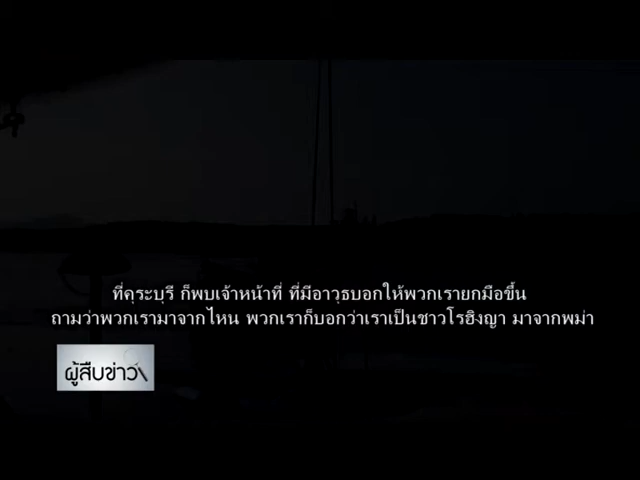 ที่คุระบุรี ก็พบเจ้าหน้าที่ ที่มีอาวุธบอกให้พวกเรายกมือขึ้น
ถามว่าพวกเรามาจากไหน พวกเราก็บอกว่าเราเป็นชาวโรฮิงญา มาจากพม่า
ผู้สืบข่าว